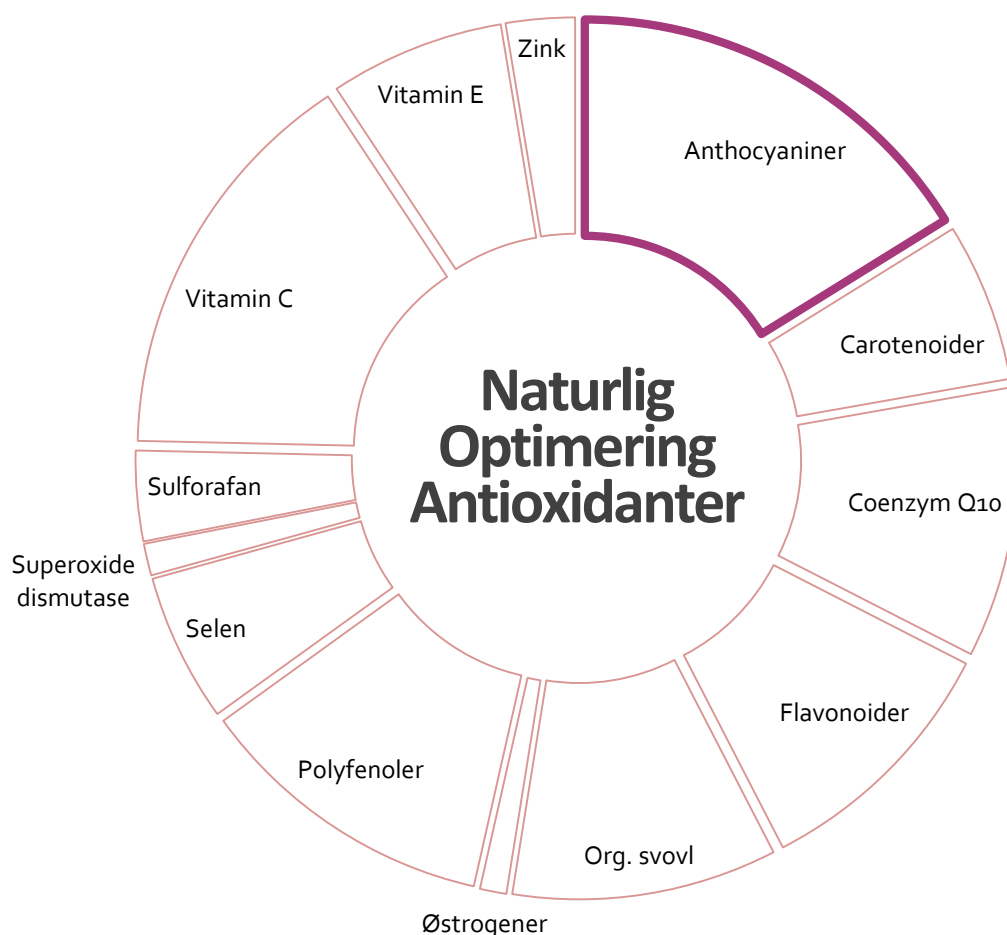 Zink
Vitamin E
Anthocyaniner
Vitamin C
Carotenoider
Naturlig
Optimering
Antioxidanter
Sulforafan
Coenzym Q10
Superoxide
dismutase
Selen
Flavonoider
Polyfenoler
Org. svovl
Østrogener